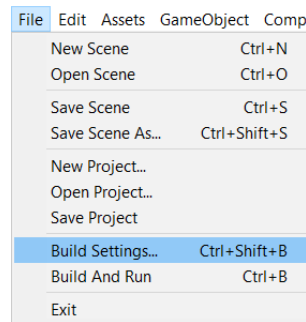 File Edit Assets GameObject Comp
New Scene Ctrl+N
Open Scene Ctrl+O
Save Scene Ctrl+S
Save Scene As... Ctrl+Shift+S
New Project...
Open Project...
Save Project
Build Settings... Ctrl+Shift+B
Build And Run Ctrl+B
Exit